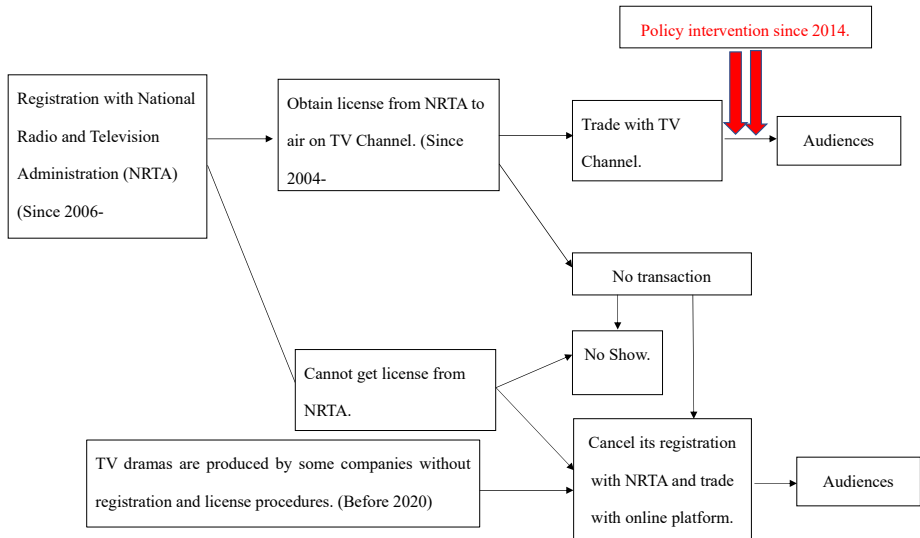 Policy intervention since 2014.
Registration with National
Radio and Television
Administration (NRTA)
(Since 2006-
Obtain license from NRTA to
air on TV Channel. (Since
2004-
Trade with TV
Channel.
Audiences
No transaction
No Show.
Cannot get license from
NRTA.
TV dramas are produced by some companies without
registration and license procedures. (Before 2020)
Cancel its registration
with NRTA and trade
with online platform.
Audiences